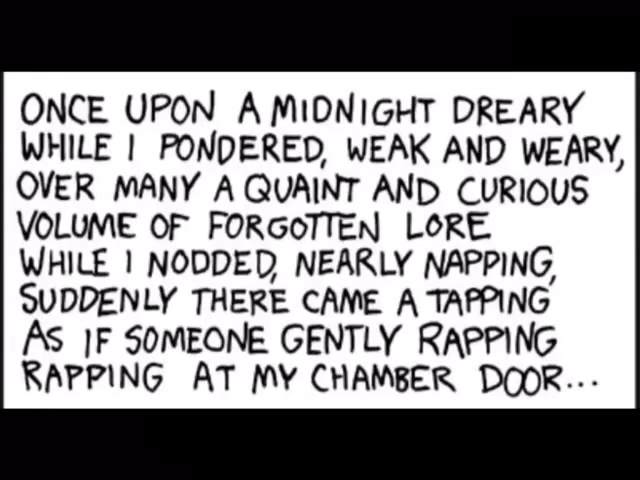 ONCE UPON A MIDNIGHT DREARY
WHILE I PONDERED, WEAK AND WEARY,
OVER MANY A QUAINT AND CURIOUS
VOLUME OF FORGOTTEN LORE
WHILE I NODDED, NEARLY NAPPING,
SUDDENLY THERE CAME A TAPPING
AS IF SOMEONE GENTLY RAPPING
RAPPING AT MY CHAMBER DOOR...